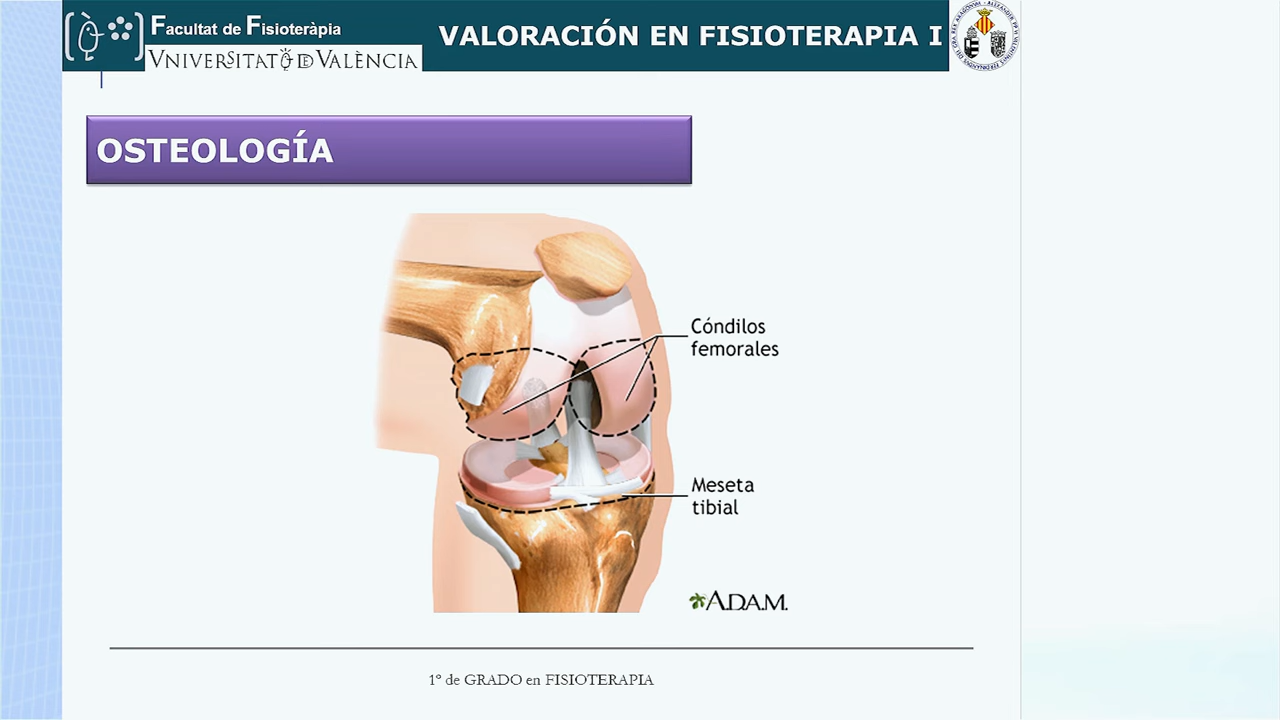 Facultat de Fisioteràpia
VNIVERSITAT DE VALÈNCIA
VALORACIÓN EN FISIOTERAPIA I
OSTEOLOGÍA
Cóndilos
femorales
Meseta
tibial
A.D.A.M.
1º de GRADO en FISIOTERAPIA